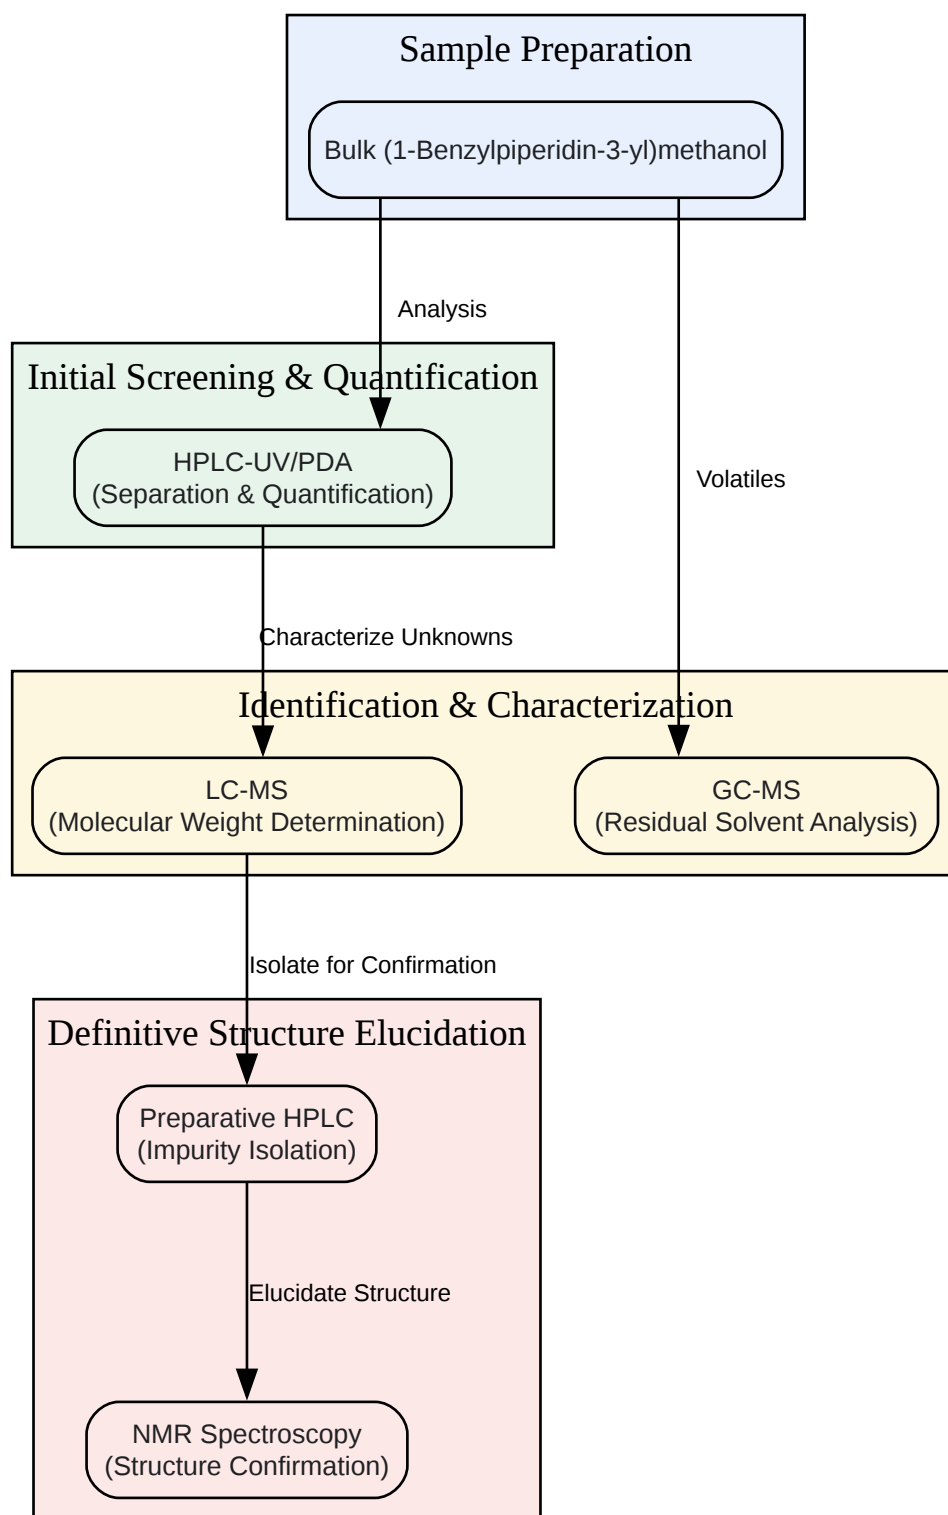 Sample Preparation
Bulk (1-Benzylpiperidin-3-yl)methanol
Analysis
Initial Screening & Quantification
HPLC-UV/PDA
(Separation & Quantification)
Volatiles
Characterize Unknowns
Identification & Characterization
LC-MS
(Molecular Weight Determination)
GC-MS
(Residual Solvent Analysis)
Isolate for Confirmation
Definitive Structure Elucidation
Preparative HPLC
(Impurity Isolation)
Elucidate Structure
NMR Spectroscopy
(Structure Confirmation)